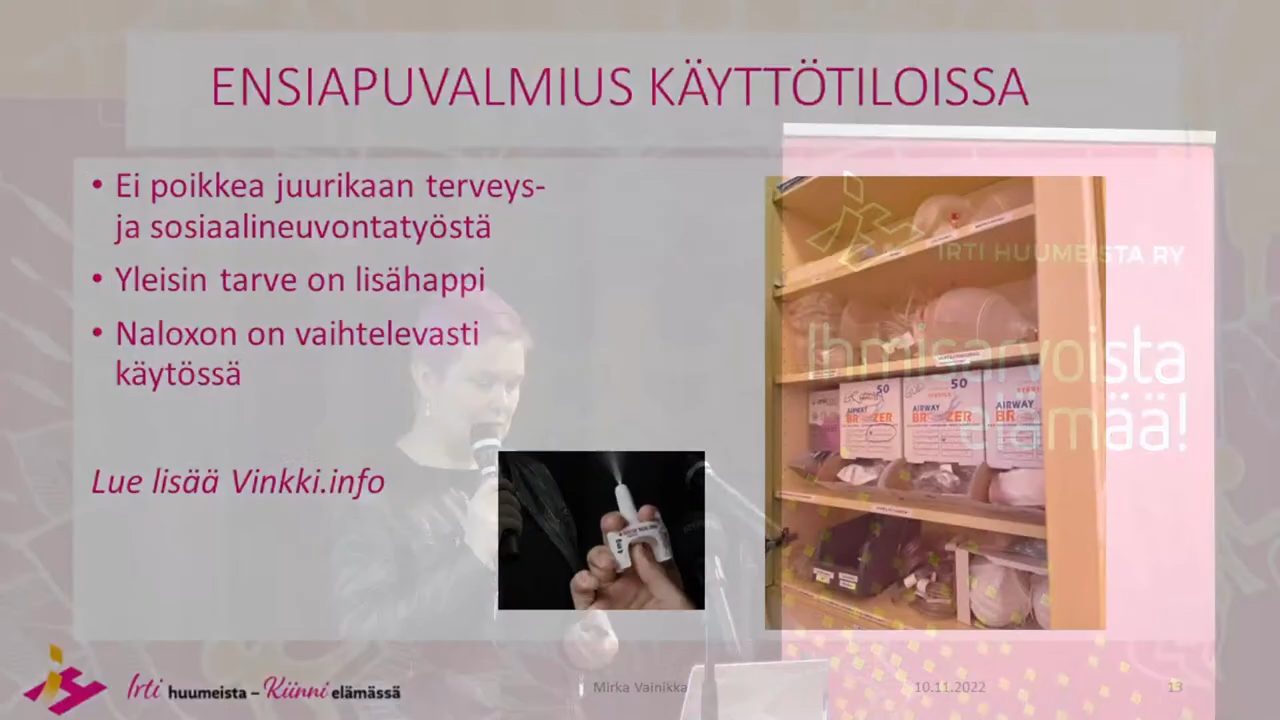 ENSIAPUVALMIUS KÄYTTÖTILOISSA
• Ei poikkea juurikaan terveys-
ja sosiaalineuvontatyöstä
• Yleisin tarve on lisähappi
• Naloxon on vaihtelevasti
käytössä
Lue lisää Vinkki.info
IRTI HUUMEISTA RY
Ihmisarvoista
elämää!
50
50
AIRWAY
AIRWAY
AIRWAY
Irti huumeista – Kiinni elämässä
Mirka Vainikka
10.11.2022
13